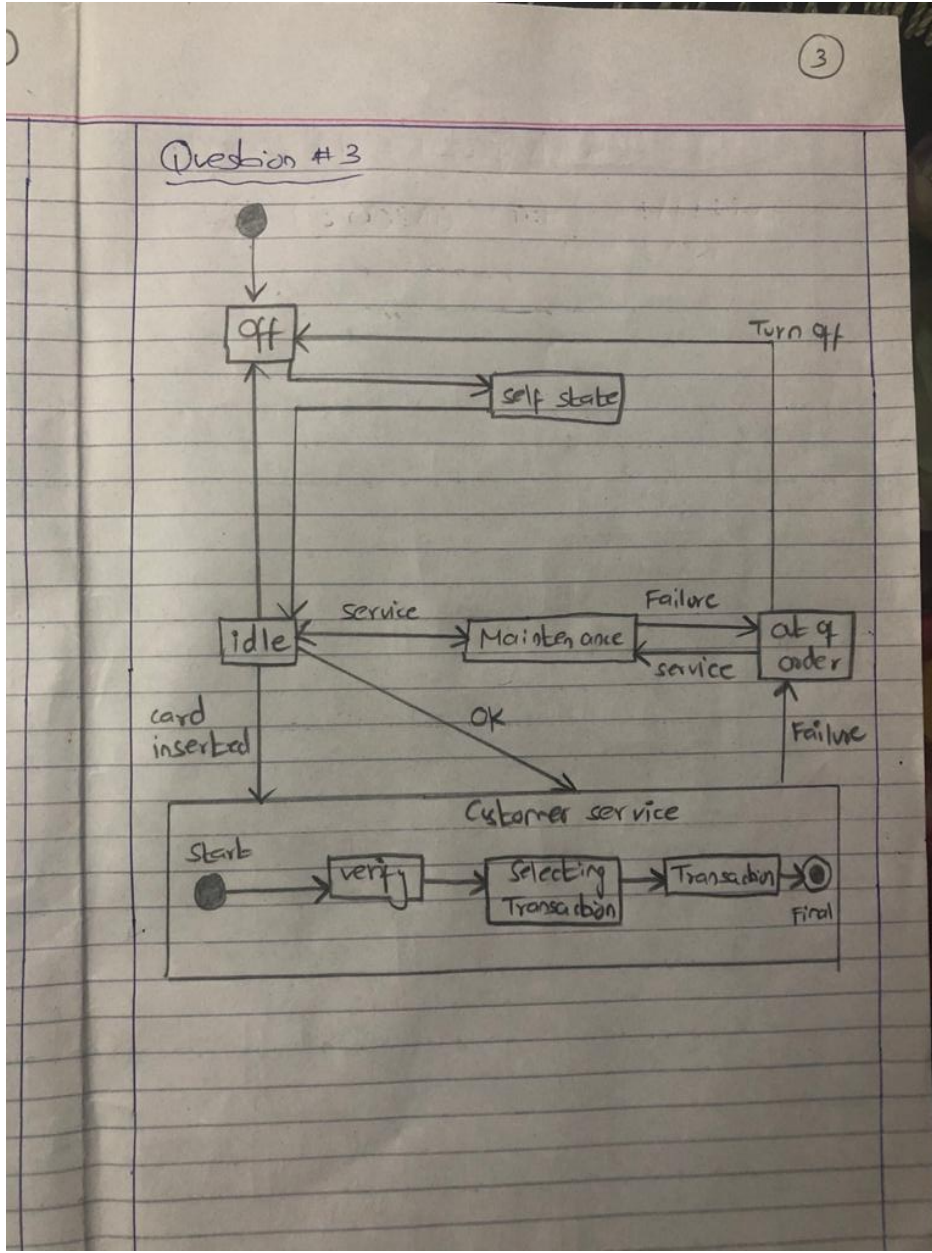 3
Question # 3
Off
Turn off
self state
idle
service
Maintenance
Failure
service
out of
order
card
inserted
OK
Failure
Customer service
Start
verify
Selecting
Transaction
Transaction
Final